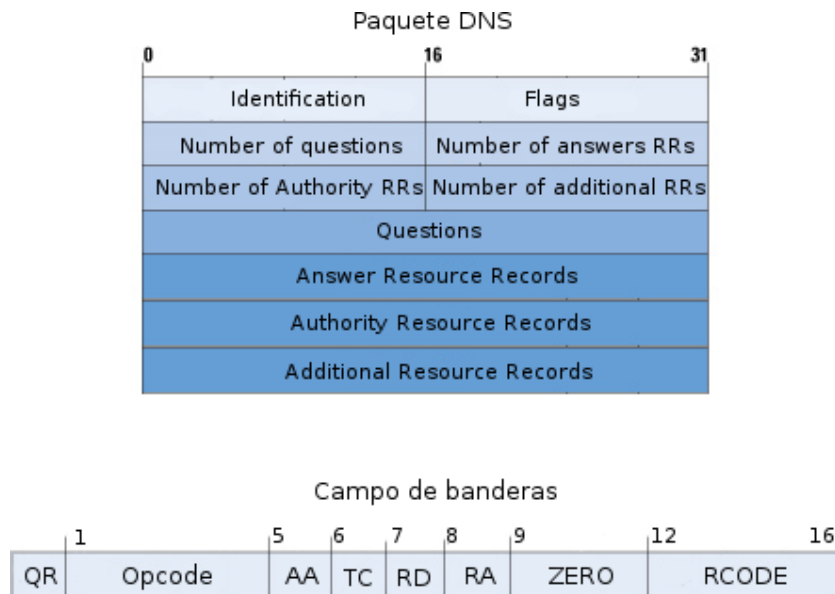 Paquete DNS
0 16 31
Identification Flags
Number of questions Number of answers RRs
Number of Authority RRs Number of additional RRs
Questions
Answer Resource Records
Authority Resource Records
Additional Resource Records
Campo de banderas
1 5 6 7 8 9 12 16
QR Opcode AA TC RD RA ZERO RCODE